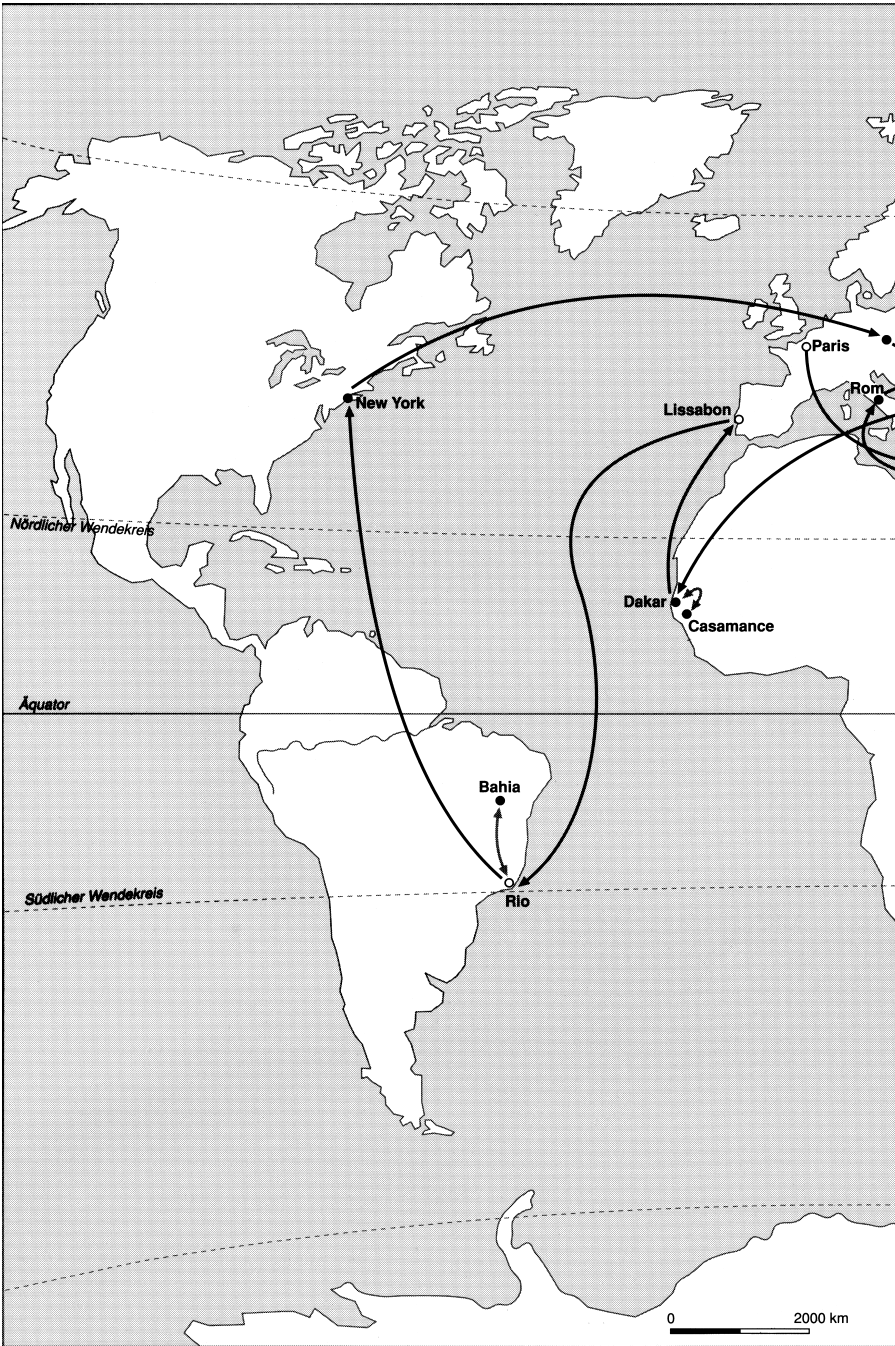 Paris
Rom
New York
Lissabon
Nördlicher Wendekreis
Dakar
Casamance
Äquator
Bahia
Südlicher Wendekreis
Rio
0 2000 km